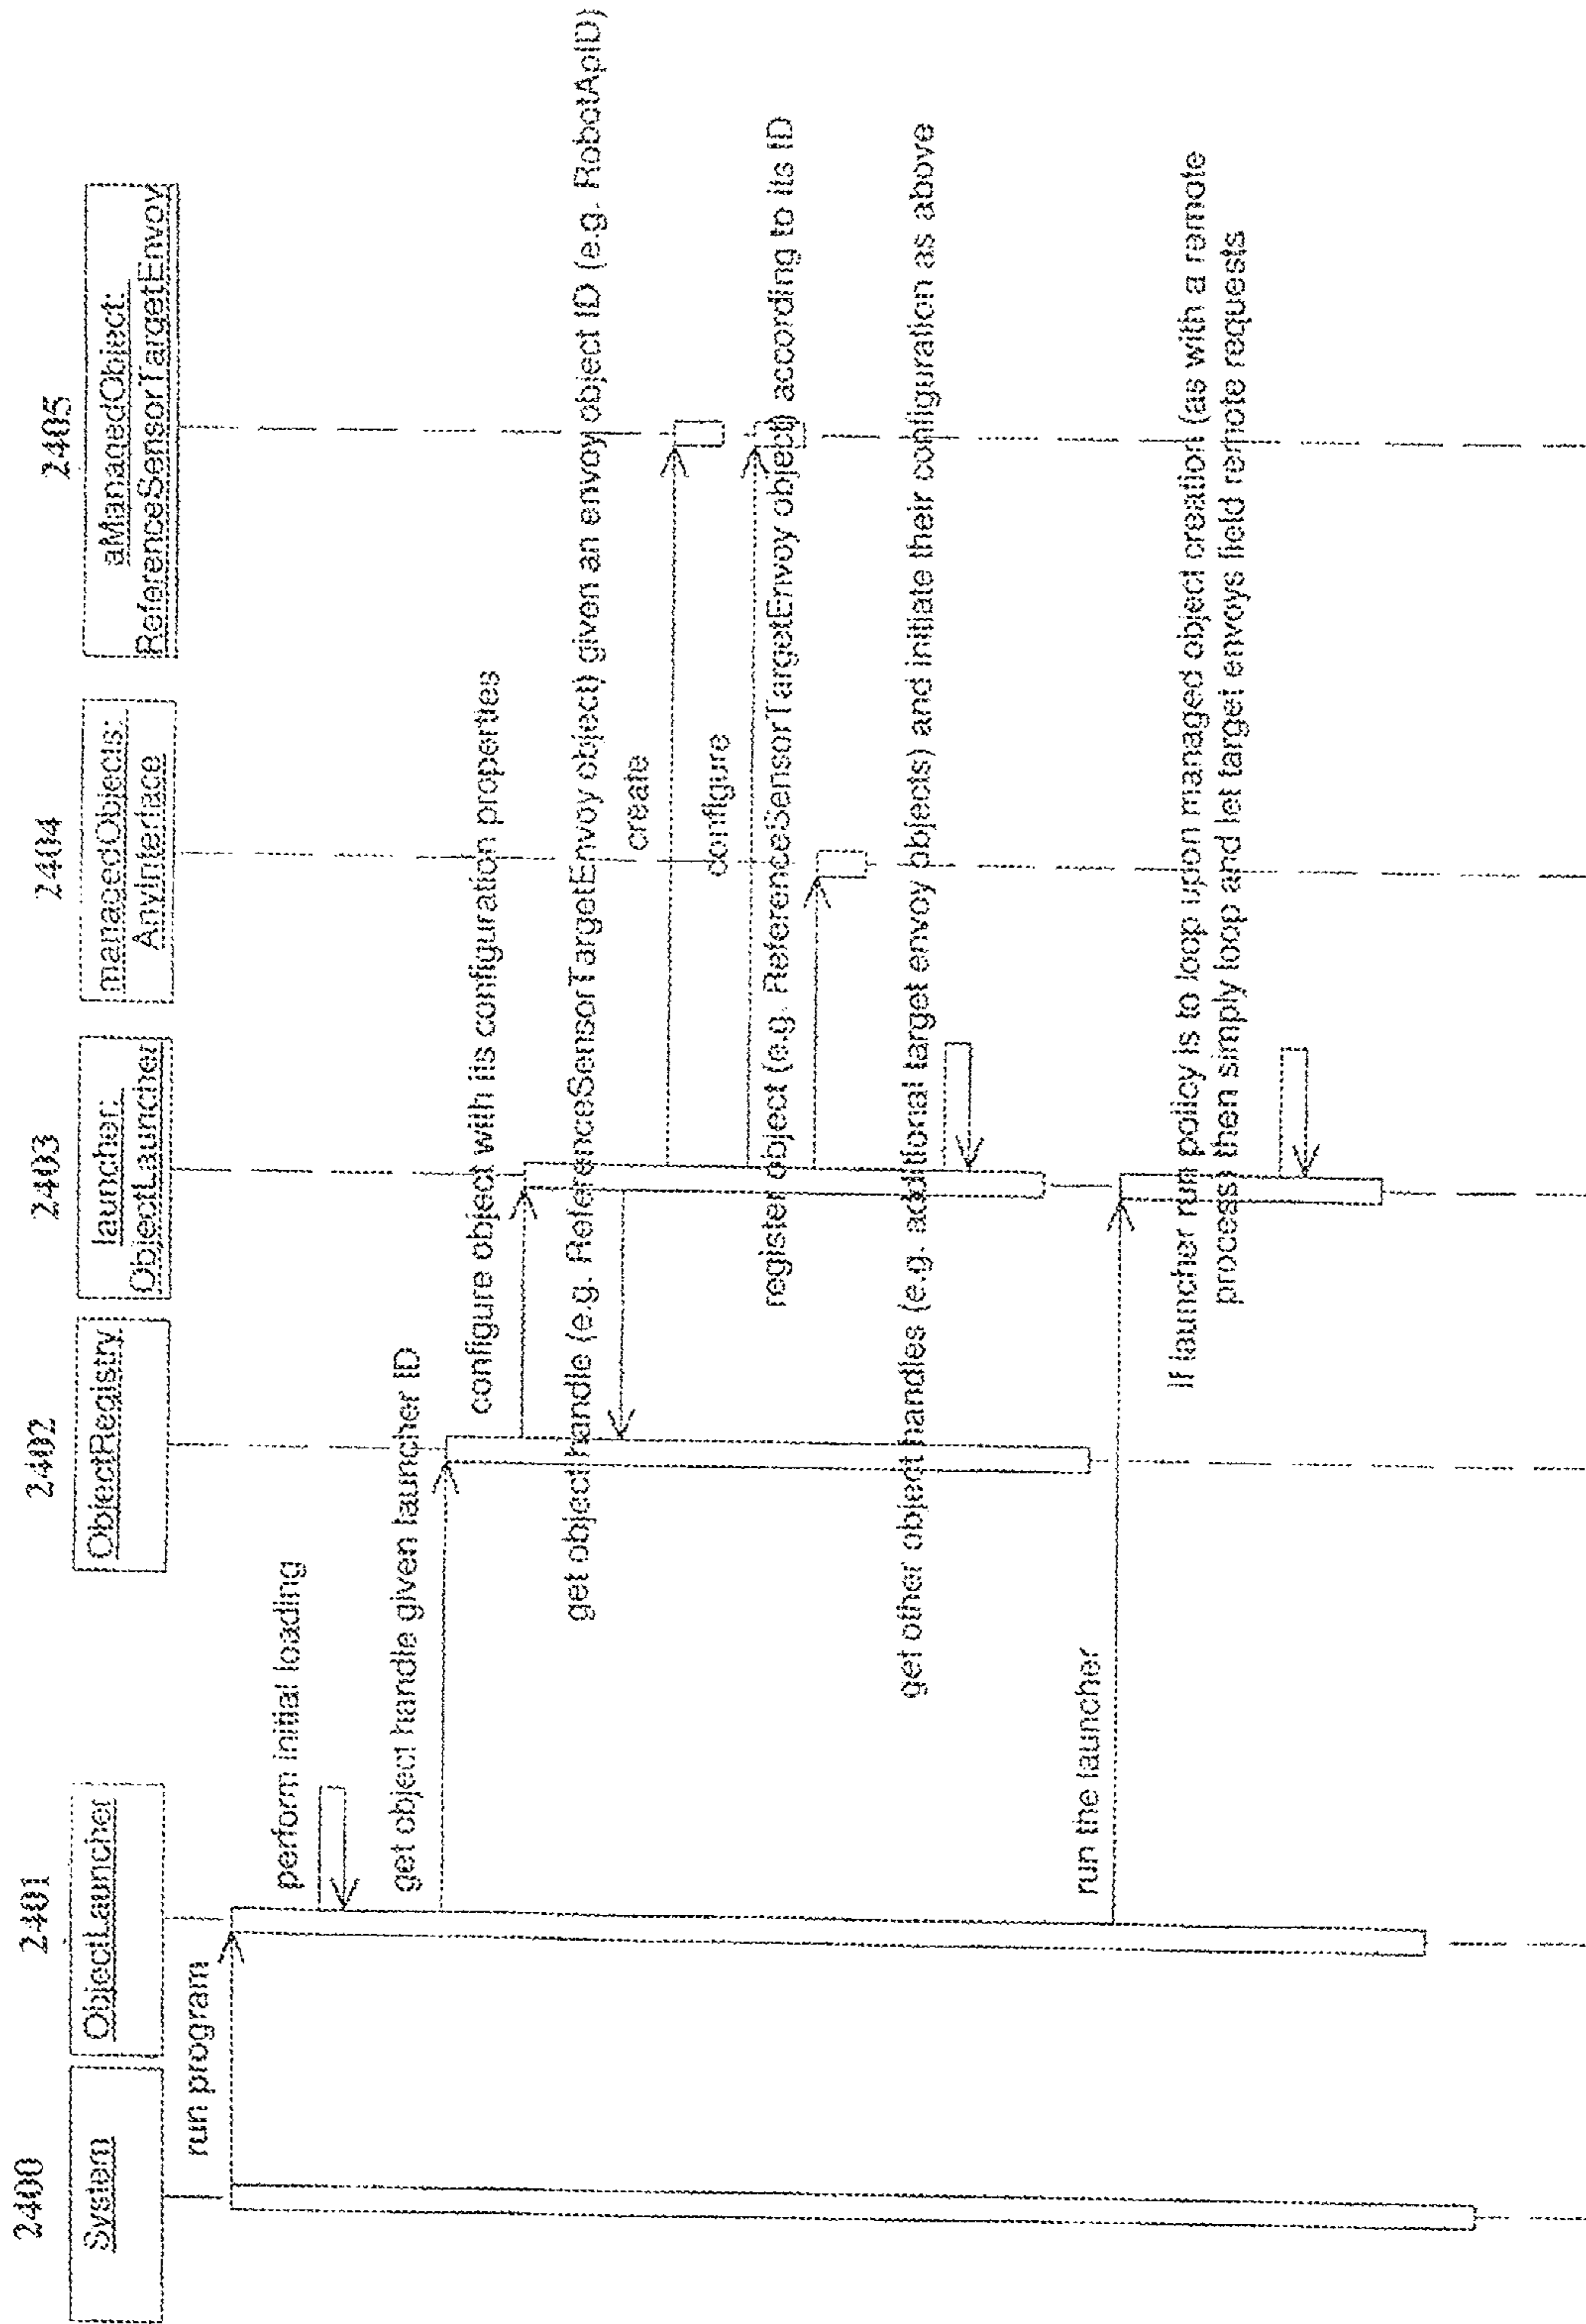 2400
2401
2402
2403
2404
2405
System
ObjectLauncher
ObjectRegistry
launcher:
ObjectLauncher
managedObjects:
AnyInterface
aManagedObject:
ReferenceSensorTargetEnvoy
run program
perform initial loading
get object handle given launcher ID
configure object with its configuration properties
get object handle (e.g. ReferenceSensorTargetEnvoy object) given an envoy object ID (e.g. RobotApID)
create
configure
register object (e.g. ReferenceSensorTargetEnvoy object) according to its ID
get other object handles (e.g. additional target envoy objects) and initiate their configuration as above
run the launcher
If launcher run policy is to loop upon managed object creation (as with a remote
process) then simply loop and let target envoys field remote requests